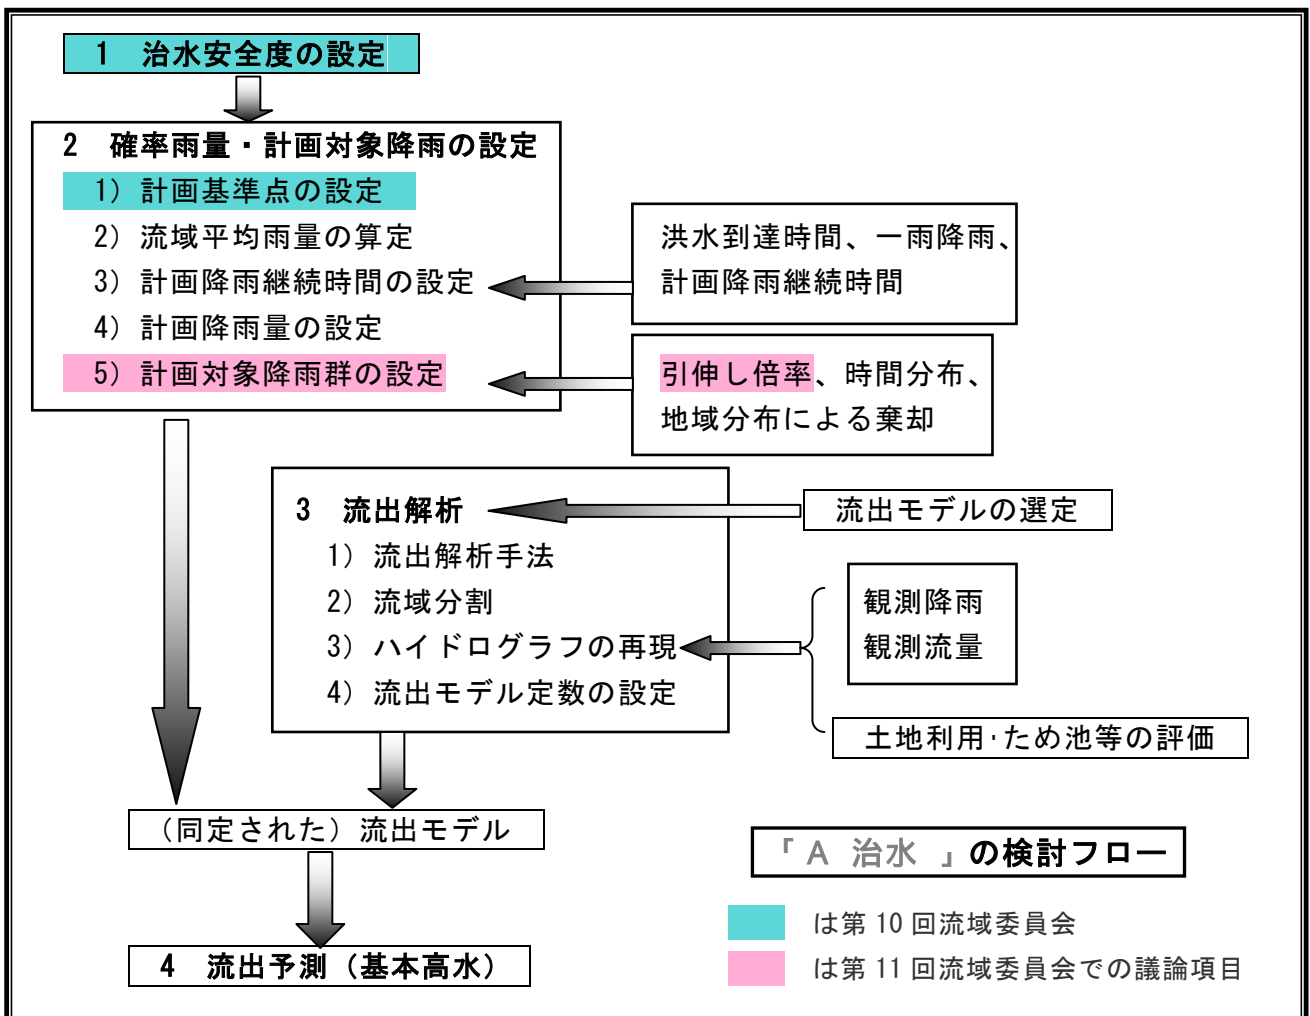 1 治水安全度の設定
2 確率雨量・計画対象降雨の設定
1）計画基準点の設定
2）流域平均雨量の算定
3）計画降雨継続時間の設定
4）計画降雨量の設定
5）計画対象降雨群の設定
洪水到達時間、一雨降雨、
計画降雨継続時間
引伸し倍率、時間分布、
地域分布による棄却
3 流出解析
1）流出解析手法
2）流域分割
3）ハイドログラフの再現
4）流出モデル定数の設定
流出モデルの選定
観測降雨
観測流量
土地利用・ため池等の評価
（同定された）流出モデル
4 流出予測（基本高水）
「 A 治水 」の検討フロー
は第 10 回流域委員会
は第 11 回流域委員会での議論項目